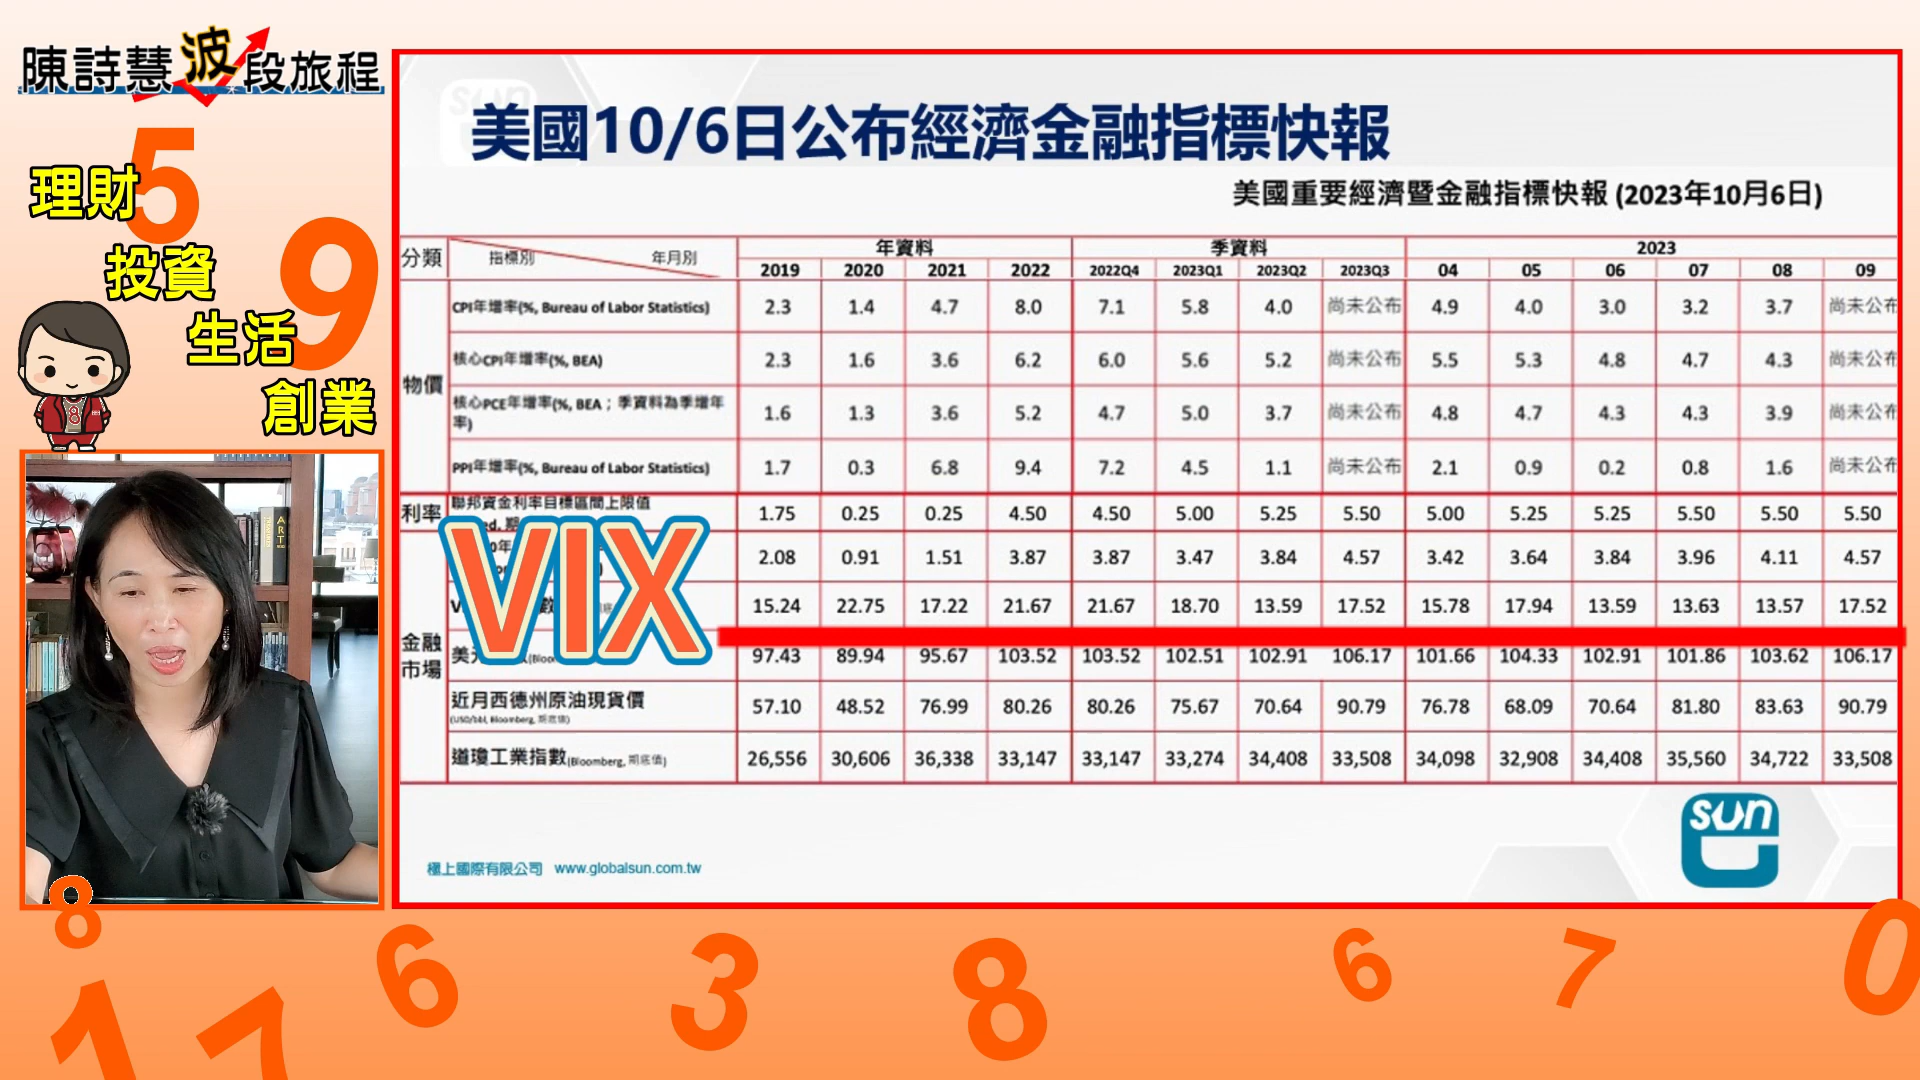 陳詩慧波段旅程
5
理財
9
投資
生活
創業
美國10/6日公布經濟金融指標快報
美國重要經濟暨金融指標快報 (2023年10月6日)
分類 指標別 年月別 年資料 季資料 2023
2019 2020 2021 2022 2022Q4 2023Q1 2023Q2 2023Q3 04 05 06 07 08 09
物價
CPI年增率(%, Bureau of Labor Statistics) 2.3 1.4 4.7 8.0 7.1 5.8 4.0 尚未公布 4.9 4.0 3.0 3.2 3.7 尚未公布
核心CPI年增率(%, BEA) 2.3 1.6 3.6 6.2 6.0 5.6 5.2 尚未公布 5.5 5.3 4.8 4.7 4.3 尚未公布
核心PCE年增率(%, BEA；季資料為季增年率) 1.6 1.3 3.6 5.2 4.7 5.0 3.7 尚未公布 4.8 4.7 4.3 4.3 3.9 尚未公布
PPI年增率(%, Bureau of Labor Statistics) 1.7 0.3 6.8 9.4 7.2 4.5 1.1 尚未公布 2.1 0.9 0.2 0.8 1.6 尚未公布
利率 聯邦資金利率目標區間上限值 1.75 0.25 0.25 4.50 4.50 5.00 5.25 5.50 5.00 5.25 5.25 5.50 5.50 5.50
金融市場
2.08 0.91 1.51 3.87 3.87 3.47 3.84 4.57 3.42 3.64 3.84 3.96 4.11 4.57
VIX
15.24 22.75 17.22 21.67 21.67 18.70 13.59 17.52 15.78 17.94 13.59 13.63 13.57 17.52
97.43 89.94 95.67 103.52 103.52 102.51 102.91 106.17 101.66 104.33 102.91 101.86 103.62 106.17
近月西德州原油現貨價 (USD/bbl, Bloomberg, 期底值) 57.10 48.52 76.99 80.26 80.26 75.67 70.64 90.79 76.78 68.09 70.64 81.80 83.63 90.79
道瓊工業指數(Bloomberg, 期底值) 26,556 30,606 36,338 33,147 33,147 33,274 34,408 33,508 34,098 32,908 34,408 35,560 34,722 33,508
sun
極上國際有限公司 www.globalsun.com.tw
8
6 3 8 6 7 0
1 7